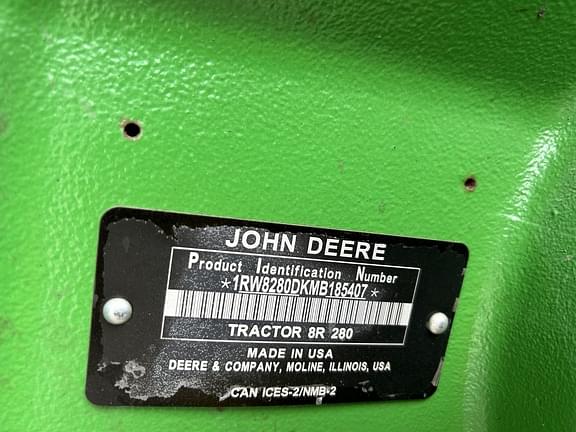 JOHN DEERE
Product Identification Number
*1RW8280DKMB185407*
TRACTOR 8R 280
MADE IN USA
DEERE & COMPANY, MOLINE, ILLINOIS, USA
CAN ICES-2/NMB-2